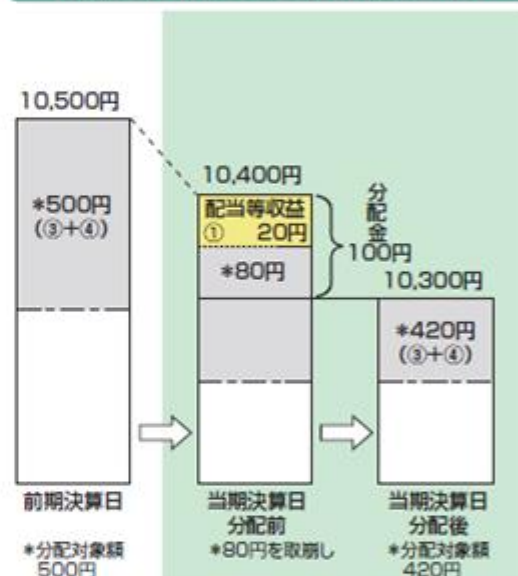 10,500円
*500円
(③+④)
前期決算日
*分配対象額
500円
10,400円
配当等収益
① 20円
*80円
分配金
100円
当期決算日
分配前
*80円を取崩し
10,300円
*420円
(③+④)
当期決算日
分配後
*分配対象額
420円